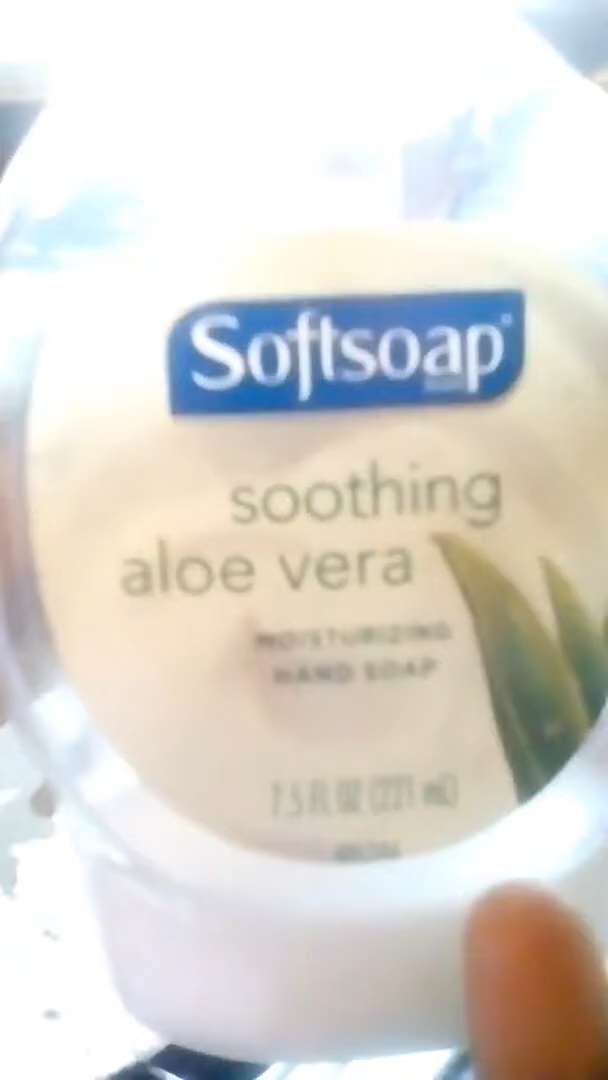 Softsoap
soothing
aloe vera
MOISTURIZING
HAND SOAP
7.5 FL OZ (221 mL)